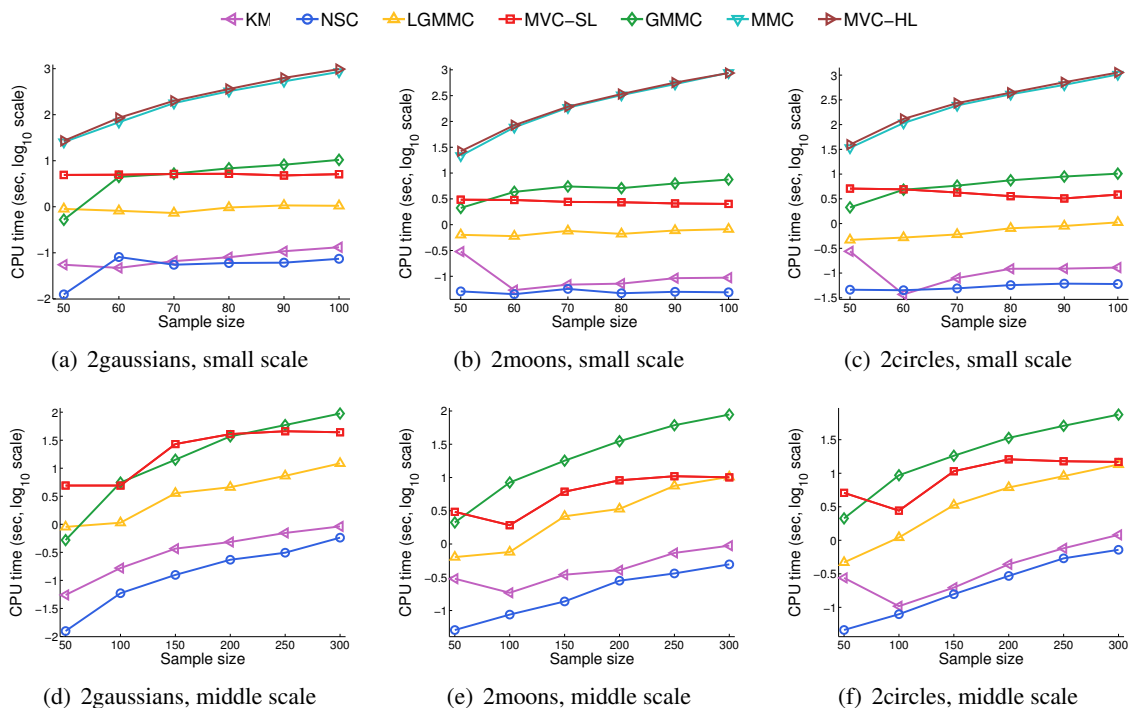 KM NSC LGMMC MVC-SL GMMC MMC MVC-HL
CPU time (sec, log10 scale)
3
2
1
0
−1
−2
50 60 70 80 90 100
Sample size
(a) 2gaussians, small scale
CPU time (sec, log10 scale)
3
2.5
2
1.5
1
0.5
0
−0.5
−1
50 60 70 80 90 100
Sample size
(b) 2moons, small scale
CPU time (sec, log10 scale)
3
2.5
2
1.5
1
0.5
0
−0.5
−1
−1.5
50 60 70 80 90 100
Sample size
(c) 2circles, small scale
CPU time (sec, log10 scale)
2
1.5
1
0.5
0
−0.5
−1
−1.5
−2
50 100 150 200 250 300
Sample size
(d) 2gaussians, middle scale
CPU time (sec, log10 scale)
2
1.5
1
0.5
0
−0.5
−1
50 100 150 200 250 300
Sample size
(e) 2moons, middle scale
CPU time (sec, log10 scale)
1.5
1
0.5
0
−0.5
−1
50 100 150 200 250 300
Sample size
(f) 2circles, middle scale